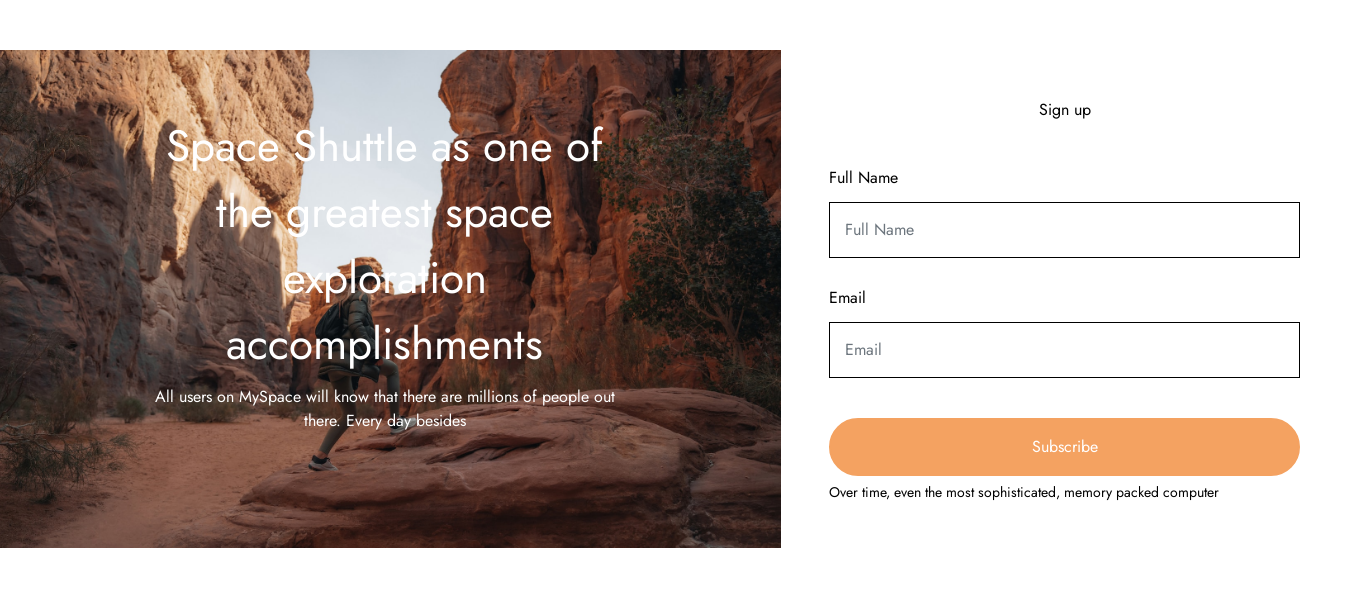 Space Shuttle as one of
the greatest space
exploration
accomplishments
All users on MySpace will know that there are millions of people out
there. Every day besides
Sign up
Full Name
Full Name
Email
Email
Subscribe
Over time, even the most sophisticated, memory packed computer